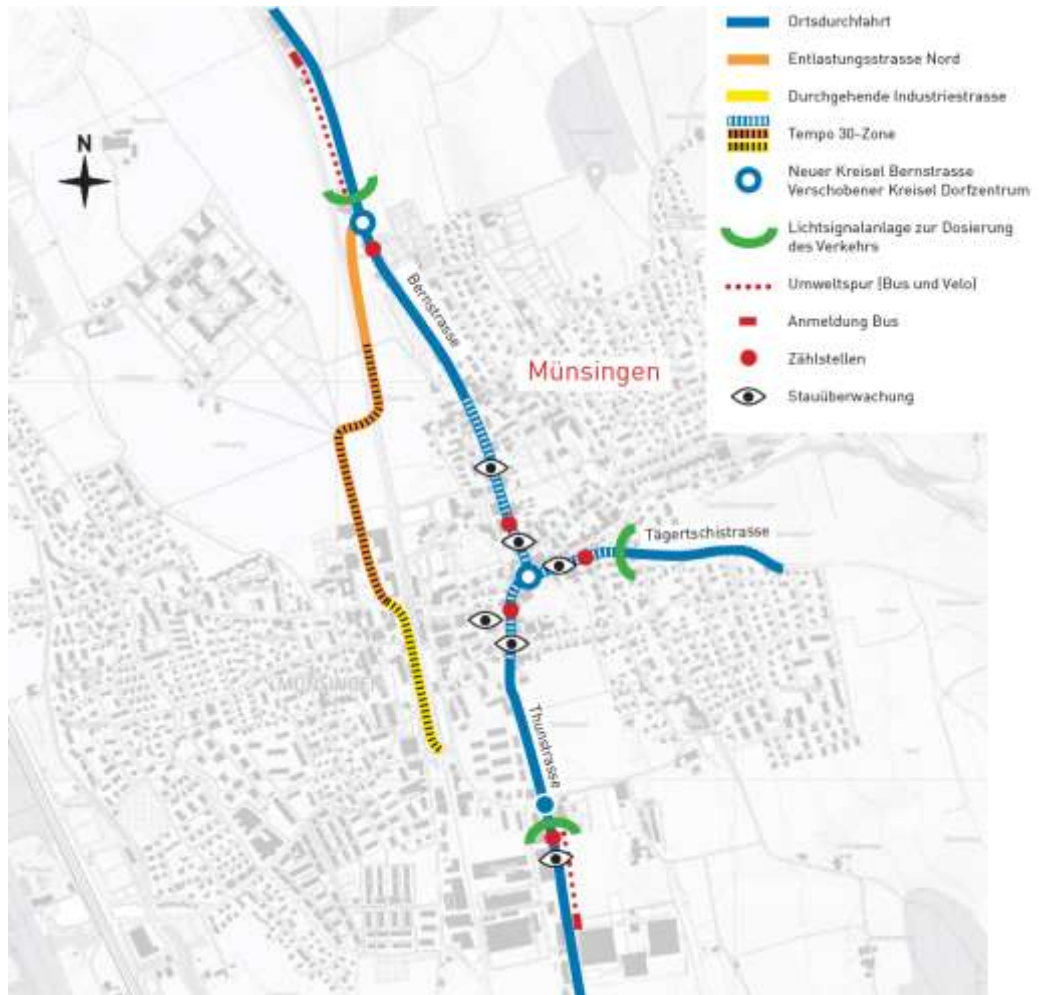 Ortsdurchfahrt
Entlastungsstrasse Nord
Durchgehende Industriestrasse
Tempo 30-Zone
Neuer Kreisel Bernstrasse
Verschobener Kreisel Dorfzentrum
Lichtsignalanlage zur Dosierung
des Verkehrs
Umweltspur (Bus und Velo)
Anmeldung Bus
Zählstellen
Stauüberwachung
N
Bernstrasse
Münsingen
Tägertschistrasse
MÜNSINGEN
Thunstrasse